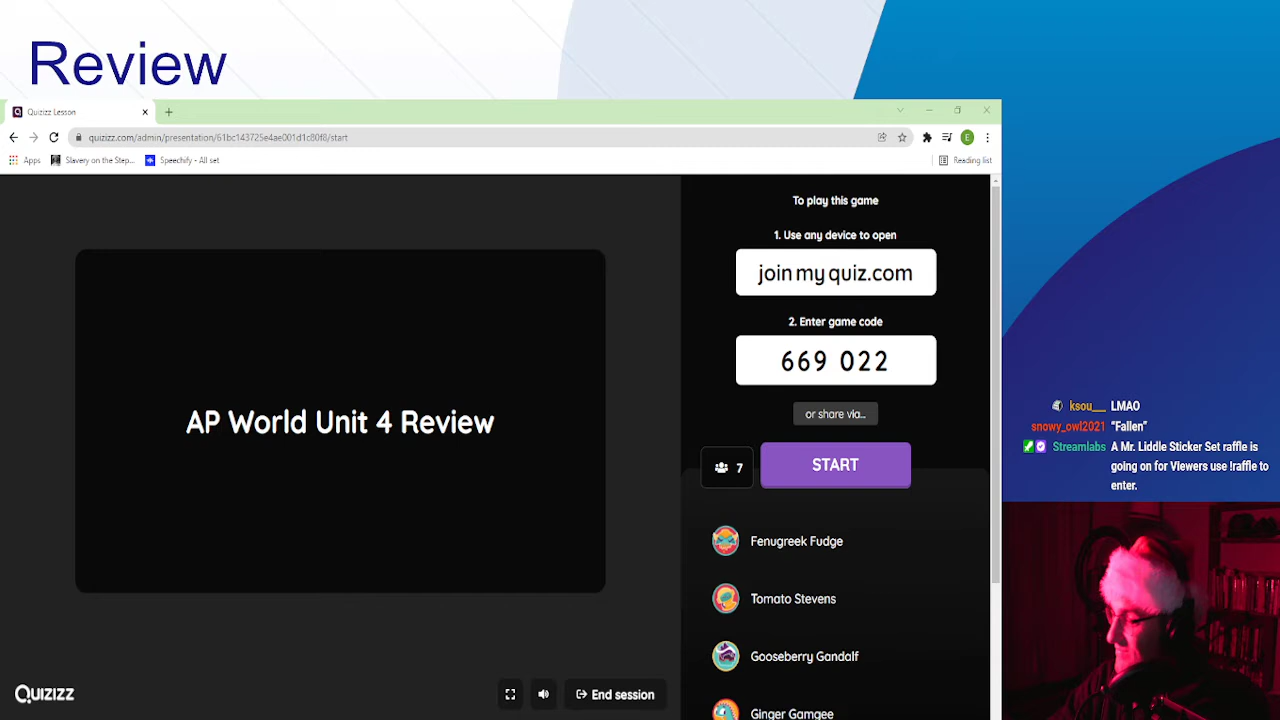 Review
Quizizz Lesson
quizizz.com/admin/presentation/61bc143725e4ae001d1c80f8/start
E
Apps
Slavery on the Step...
Speechify - All set
Reading list
To play this game
1. Use any device to open
joinmyquiz.com
2. Enter game code
669 022
or share via...
AP World Unit 4 Review
7
START
Fenugreek Fudge
Tomato Stevens
Gooseberry Gandalf
Ginger Gamgee
Quizizz
End session
ksou__ LMAO
snowy_owl2021 “Fallen”
Streamlabs A Mr. Liddle Sticker Set raffle is
going on for Viewers use !raffle to
enter.